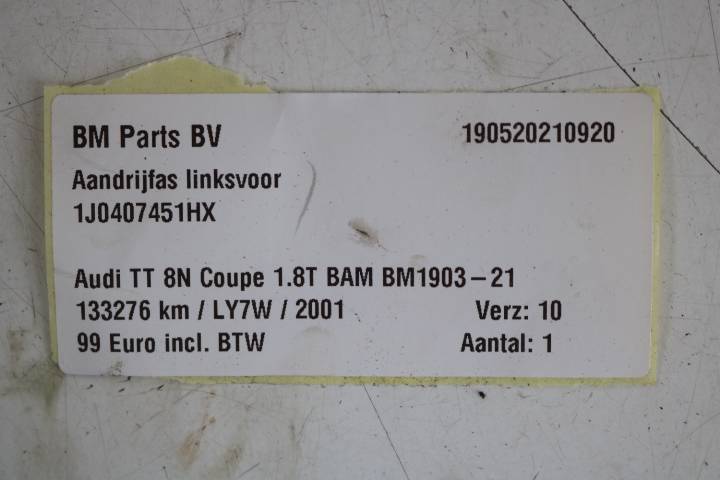 BM Parts BV 190520210920
Aandrijfas linksvoor
1J0407451HX
Audi TT 8N Coupe 1.8T BAM BM1903-21
133276 km / LY7W / 2001 Verz: 10
99 Euro incl. BTW Aantal: 1